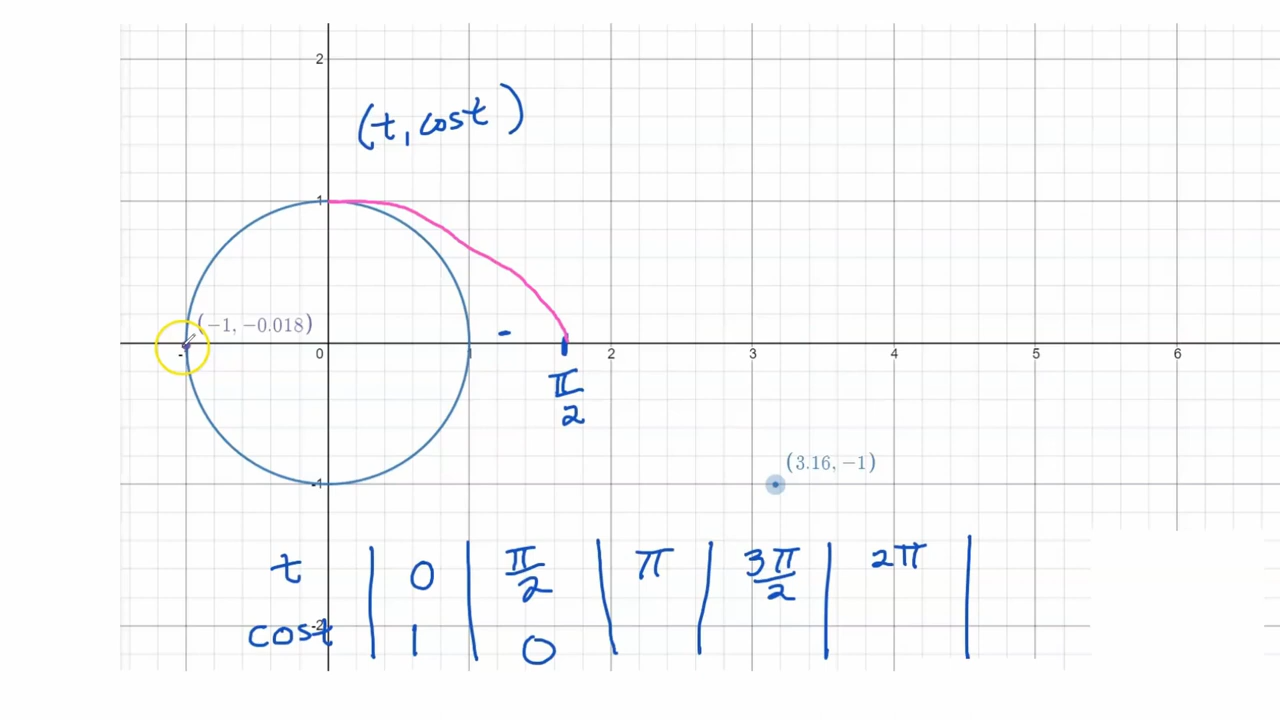 2
(t, cost)
1
(−1, −0.018)
-1 0 1 2 3 4 5 6
π/2
(3.16, −1)
-1
t 0 π/2 π 3π/2 2π
-2
cost 1 0